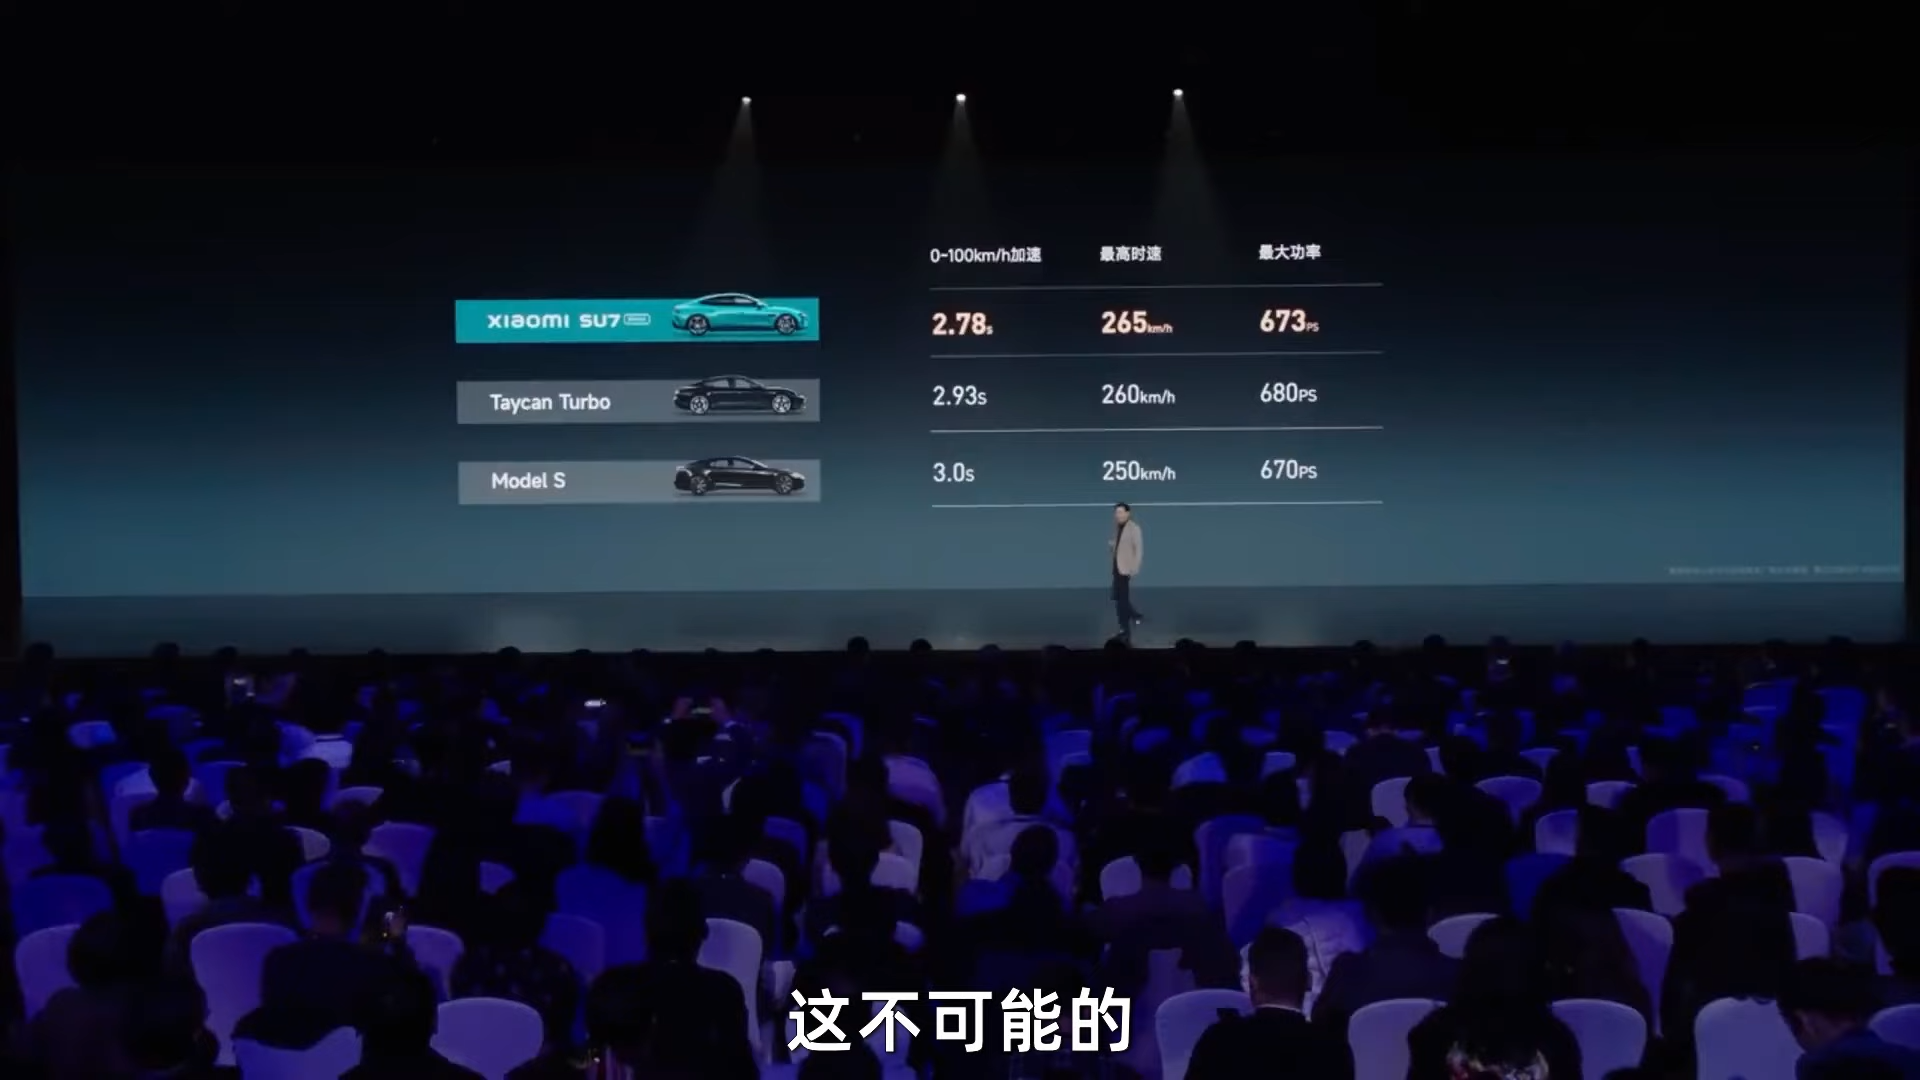 0-100km/h加速 最高时速 最大功率
XIAOMI SU7 2.78s 265km/h 673PS
Taycan Turbo 2.93s 260km/h 680PS
Model S 3.0s 250km/h 670PS
这不可能的